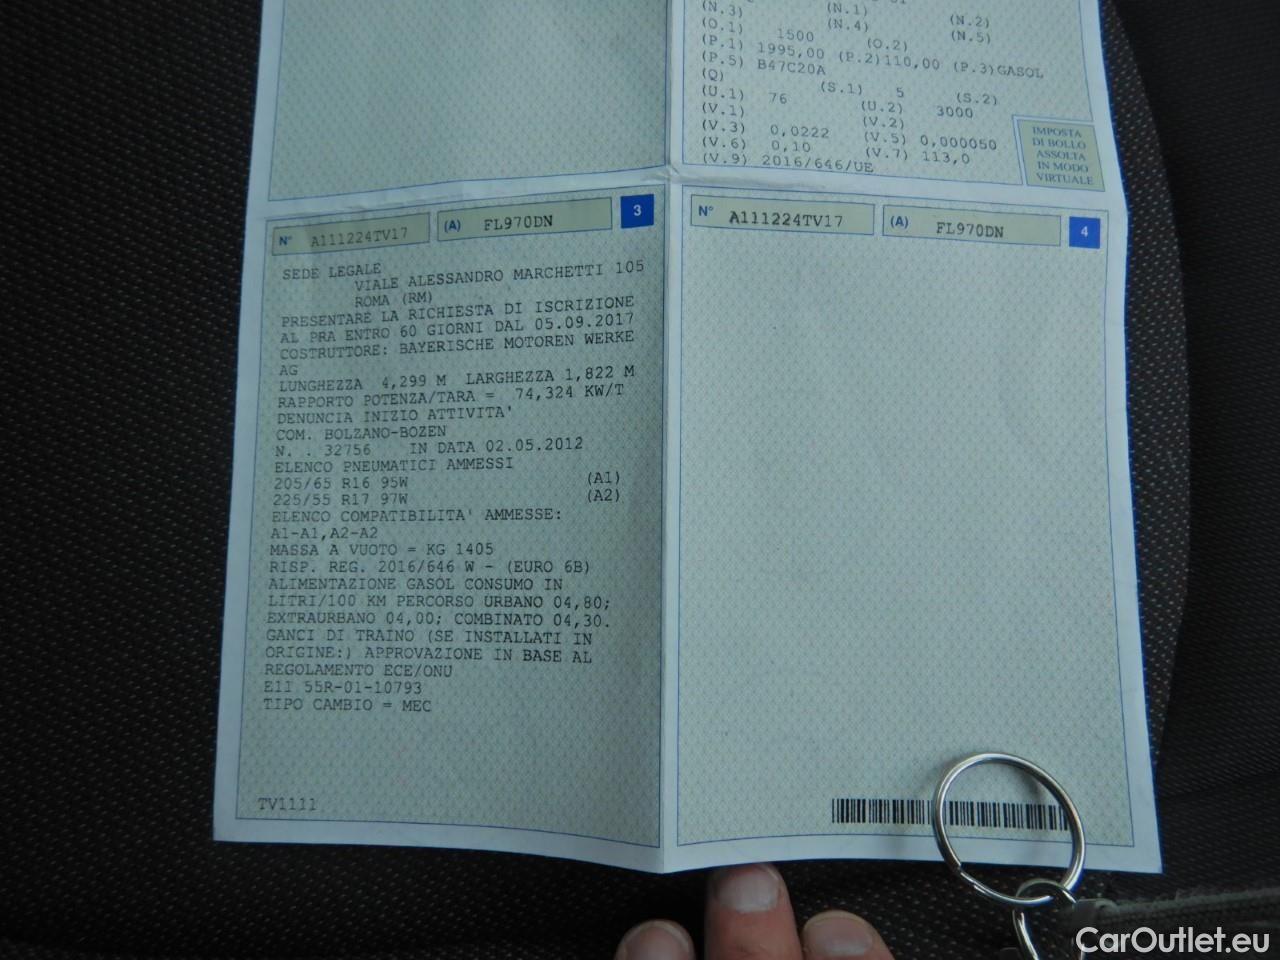 (N.3) (N.1) (N.2)
(O.1) (N.4) (N.5)
(P.1) 1500 (O.2)
(P.5) 1995,00 (P.2)110,00 (P.3)GASOL
(Q) B47C20A
(U.1) (S.1) 5 (S.2)
(V.1) 76 (U.2) 3000
(V.3) (V.2)
(V.6) 0,0222 (V.5) 0,000050
(V.9) 0,10 (V.7) 113,0
2016/646/UE
IMPOSTA
DI BOLLO
ASSOLTA
IN MODO
VIRTUALE
N° A111224TV17 (A) FL970DN 3
SEDE LEGALE
VIALE ALESSANDRO MARCHETTI 105
ROMA (RM)
PRESENTARE LA RICHIESTA DI ISCRIZIONE
AL PRA ENTRO 60 GIORNI DAL 05.09.2017
COSTRUTTORE: BAYERISCHE MOTOREN WERKE
AG
LUNGHEZZA 4,299 M LARGHEZZA 1,822 M
RAPPORTO POTENZA/TARA = 74,324 KW/T
DENUNCIA INIZIO ATTIVITA'
COM. BOLZANO-BOZEN
N. . 32756 IN DATA 02.05.2012
ELENCO PNEUMATICI AMMESSI
205/65 R16 95W (A1)
225/55 R17 97W (A2)
ELENCO COMPATIBILITA' AMMESSE:
A1-A1,A2-A2
MASSA A VUOTO = KG 1405
RISP. REG. 2016/646 W - (EURO 6B)
ALIMENTAZIONE GASOL CONSUMO IN
LITRI/100 KM PERCORSO URBANO 04,80;
EXTRAURBANO 04,00; COMBINATO 04,30.
GANCI DI TRAINO (SE INSTALLATI IN
ORIGINE:) APPROVAZIONE IN BASE AL
REGOLAMENTO ECE/ONU
E11 55R-01-10793
TIPO CAMBIO = MEC
TV1111
N° A111224TV17 (A) FL970DN 4
CarOutlet.eu